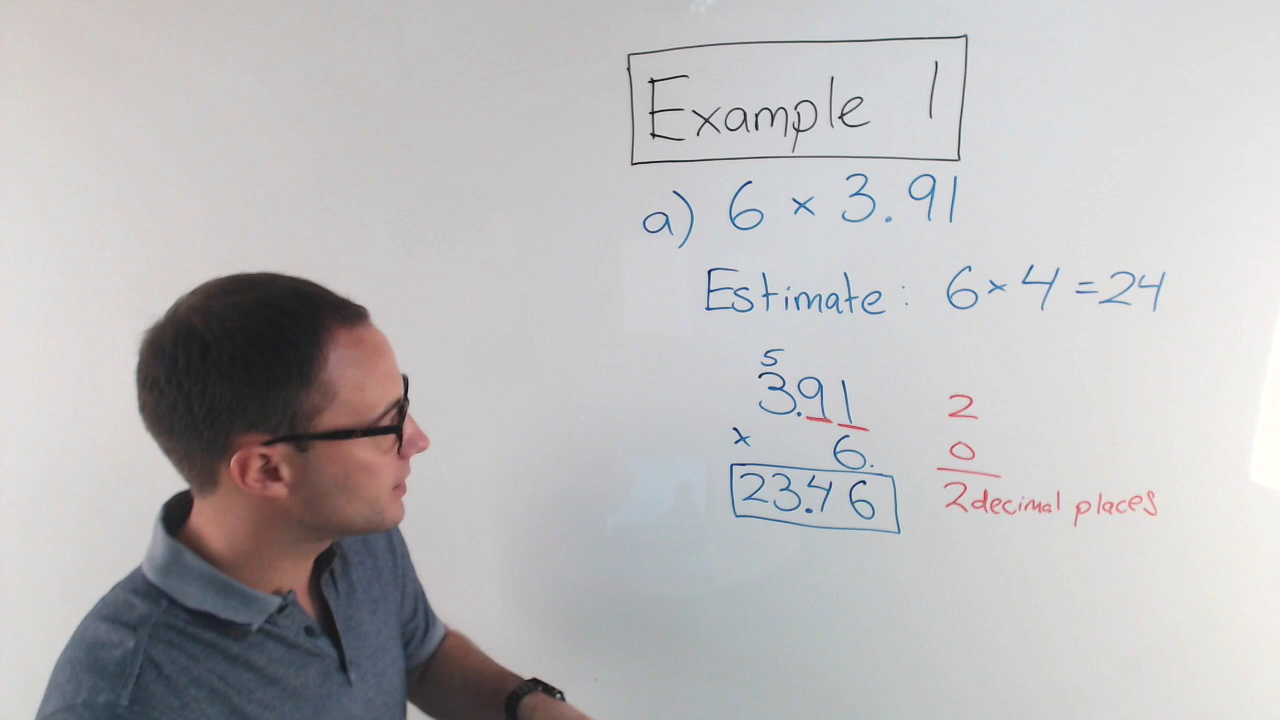 Example 1
a) 6 × 3.91
Estimate: 6 × 4 = 24
5
3.91 2
× 6. 0
23.46 2 decimal places